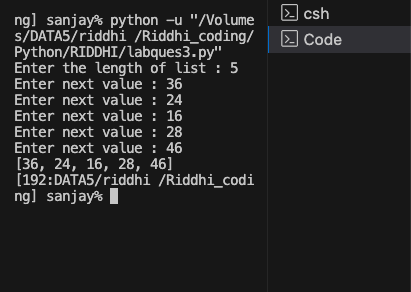 ng] sanjay% python -u "/Volume
s/DATA5/riddhi /Riddhi_coding/
Python/RIDDHI/labques3.py"
Enter the length of list : 5
Enter next value : 36
Enter next value : 24
Enter next value : 16
Enter next value : 28
Enter next value : 46
[36, 24, 16, 28, 46]
[192:DATA5/riddhi /Riddhi_codi
ng] sanjay%
csh
Code